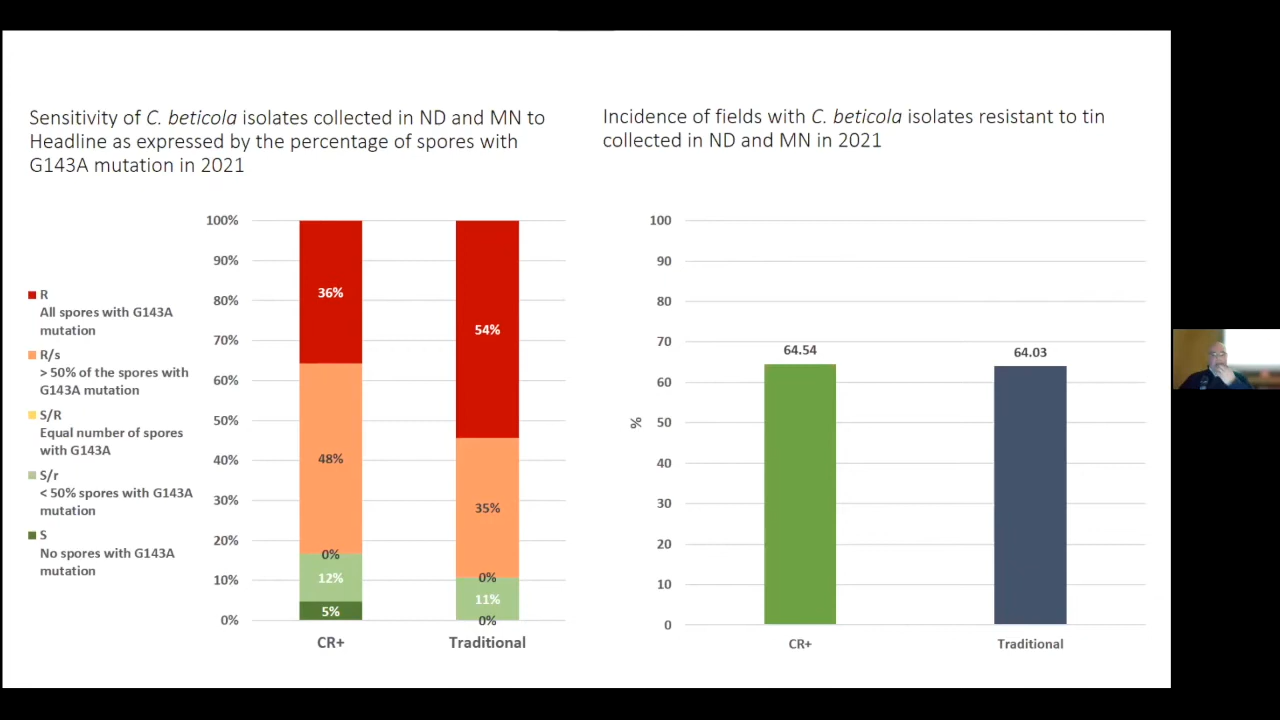 Sensitivity of C. beticola isolates collected in ND and MN to
Headline as expressed by the percentage of spores with
G143A mutation in 2021
R
All spores with G143A
mutation
R/s
> 50% of the spores with
G143A mutation
S/R
Equal number of spores
with G143A
S/r
< 50% spores with G143A
mutation
S
No spores with G143A
mutation
100%
90%
80%
70%
60%
50%
40%
30%
20%
10%
0%
36%
48%
0%
12%
5%
54%
35%
0%
11%
0%
CR+
Traditional
Incidence of fields with C. beticola isolates resistant to tin
collected in ND and MN in 2021
%
100
90
80
70
60
50
40
30
20
10
0
64.54
64.03
CR+
Traditional